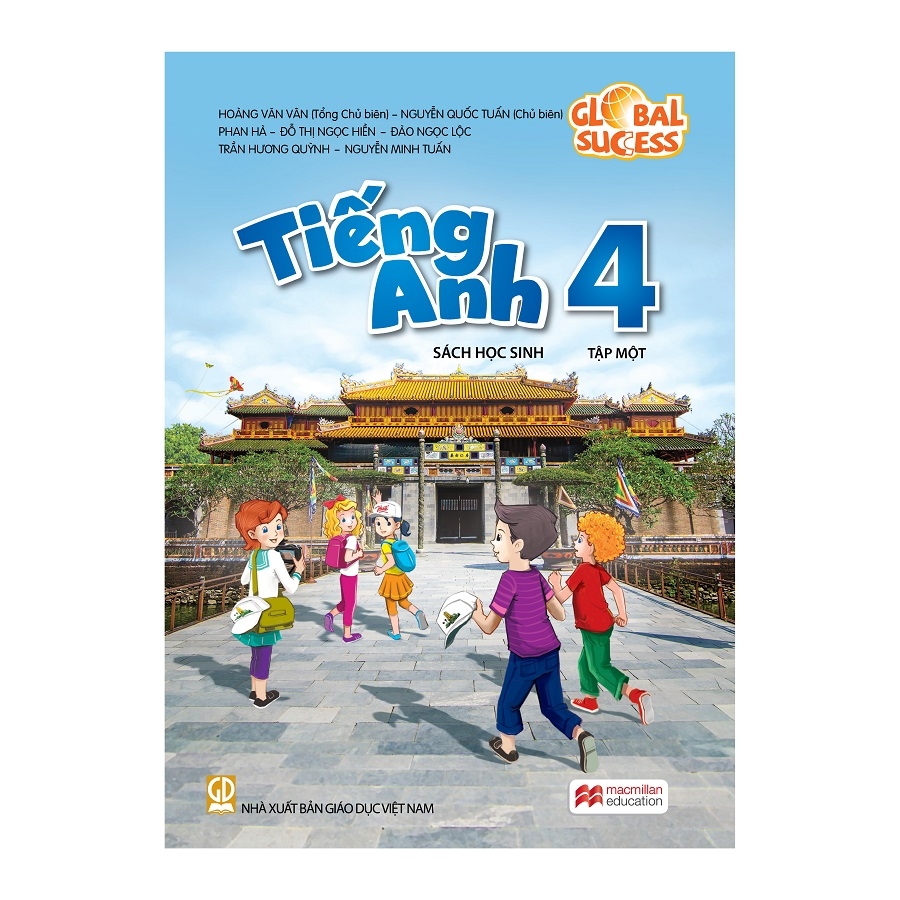 HOÀNG VĂN VÂN (Tổng Chủ biên) – NGUYỄN QUỐC TUẤN (Chủ biên)
PHAN HÀ – ĐỖ THỊ NGỌC HIỀN – ĐÀO NGỌC LỘC
TRẦN HƯƠNG QUỲNH – NGUYỄN MINH TUẤN
GLOBAL
SUCCESS
Tiếng
Anh 4
SÁCH HỌC SINH TẬP MỘT
GD
NHÀ XUẤT BẢN GIÁO DỤC VIỆT NAM
macmillan
education